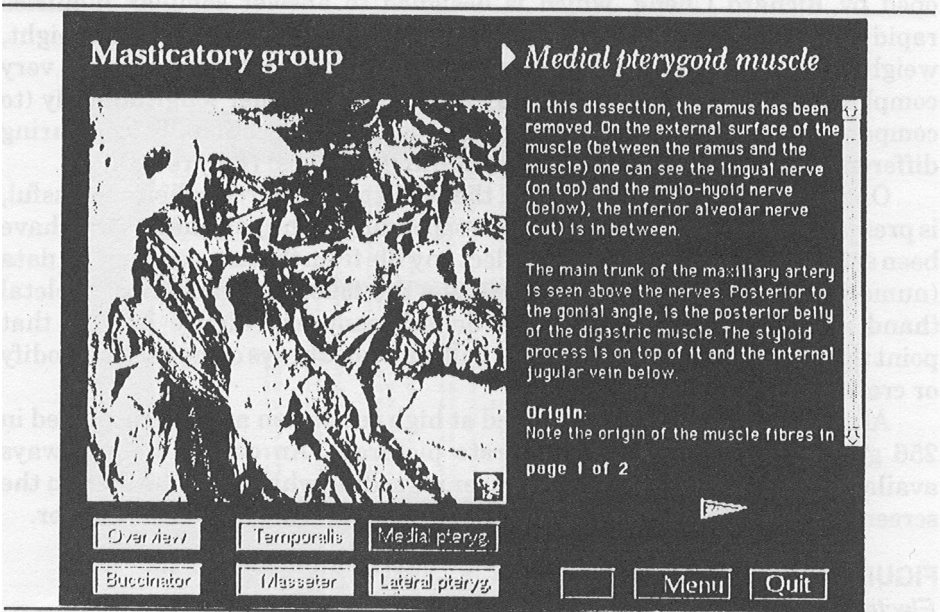 Masticatory group
Medial pterygoid muscle
In this dissection, the ramus has been
removed. On the external surface of the
muscle (between the ramus and the
muscle) one can see the lingual nerve
(on top) and the mylo-hyoid nerve
(below), the inferior alveolar nerve
(cut) is in between.
The main trunk of the maxillary artery
is seen above the nerves. Posterior to
the gonial angle, is the posterior belly
of the digastric muscle. The styloid
process is on top of it and the internal
jugular vein below.
Origin:
Note the origin of the muscle fibres in
page 1 of 2
Overview Temporalis Medial pteryg.
Buccinator Masseter Lateral pteryg.
Menu Quit